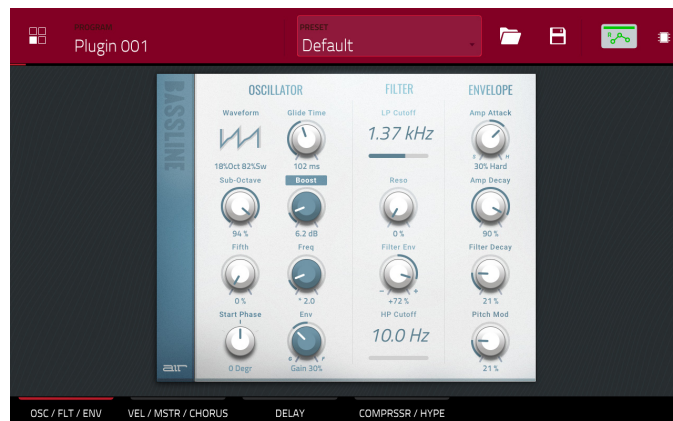 PROGRAM
Plugin 001
PRESET
Default
BASSLINE
OSCILLATOR
FILTER
ENVELOPE
Waveform
Glide Time
LP Cutoff
Amp Attack
1.37 kHz
S H
18%Oct 82%Sw
102 ms
30% Hard
Sub-Octave
Boost
Reso
Amp Decay
94 %
6.2 dB
0 %
90 %
Fifth
Freq
Filter Env
Filter Decay
- +
0 %
* 2.0
+72 %
21 %
Start Phase
Env
HP Cutoff
Pitch Mod
10.0 Hz
G F
0 Degr
Gain 30%
21 %
air
OSC / FLT / ENV
VEL / MSTR / CHORUS
DELAY
COMPRSSR / HYPE